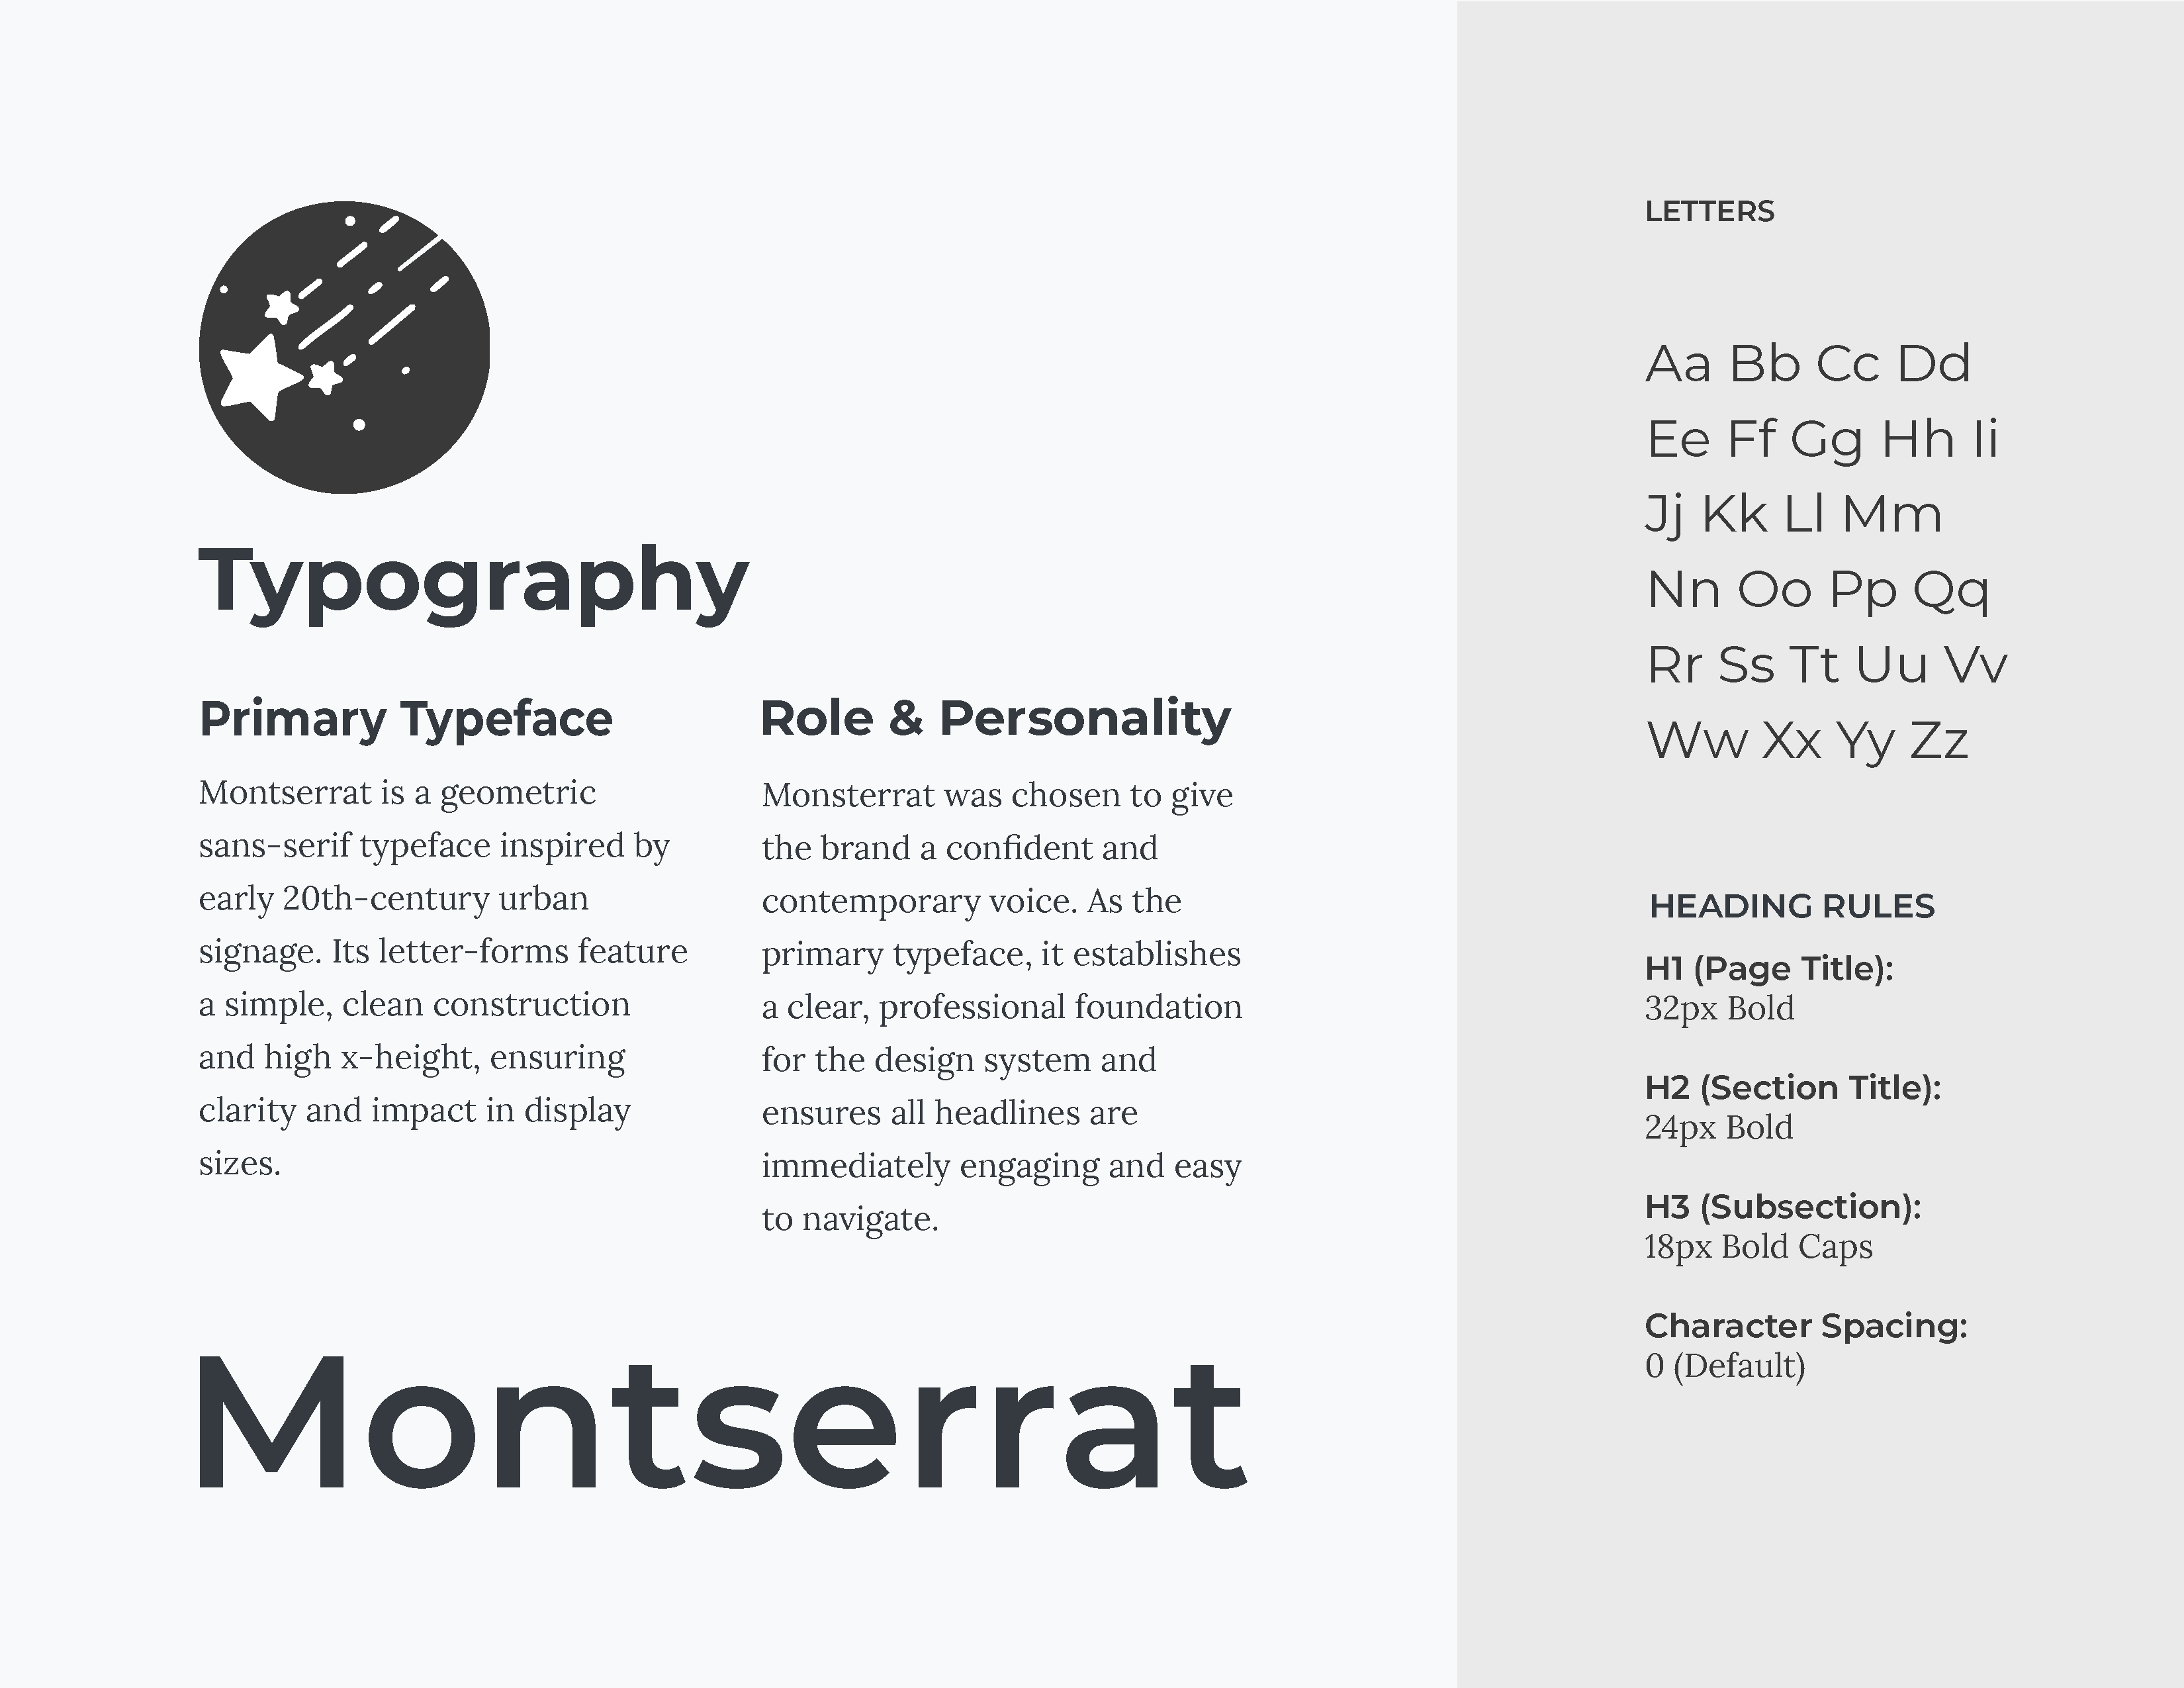 Typography
Primary Typeface
Montserrat is a geometric
sans-serif typeface inspired by
early 20th-century urban
signage. Its letter-forms feature
a simple, clean construction
and high x-height, ensuring
clarity and impact in display
sizes.
Role & Personality
Monsterrat was chosen to give
the brand a confident and
contemporary voice. As the
primary typeface, it establishes
a clear, professional foundation
for the design system and
ensures all headlines are
immediately engaging and easy
to navigate.
Montserrat
LETTERS
Aa Bb Cc Dd
Ee Ff Gg Hh Ii
Jj Kk Ll Mm
Nn Oo Pp Qq
Rr Ss Tt Uu Vv
Ww Xx Yy Zz
HEADING RULES
H1 (Page Title):
32px Bold
H2 (Section Title):
24px Bold
H3 (Subsection):
18px Bold Caps
Character Spacing:
0 (Default)